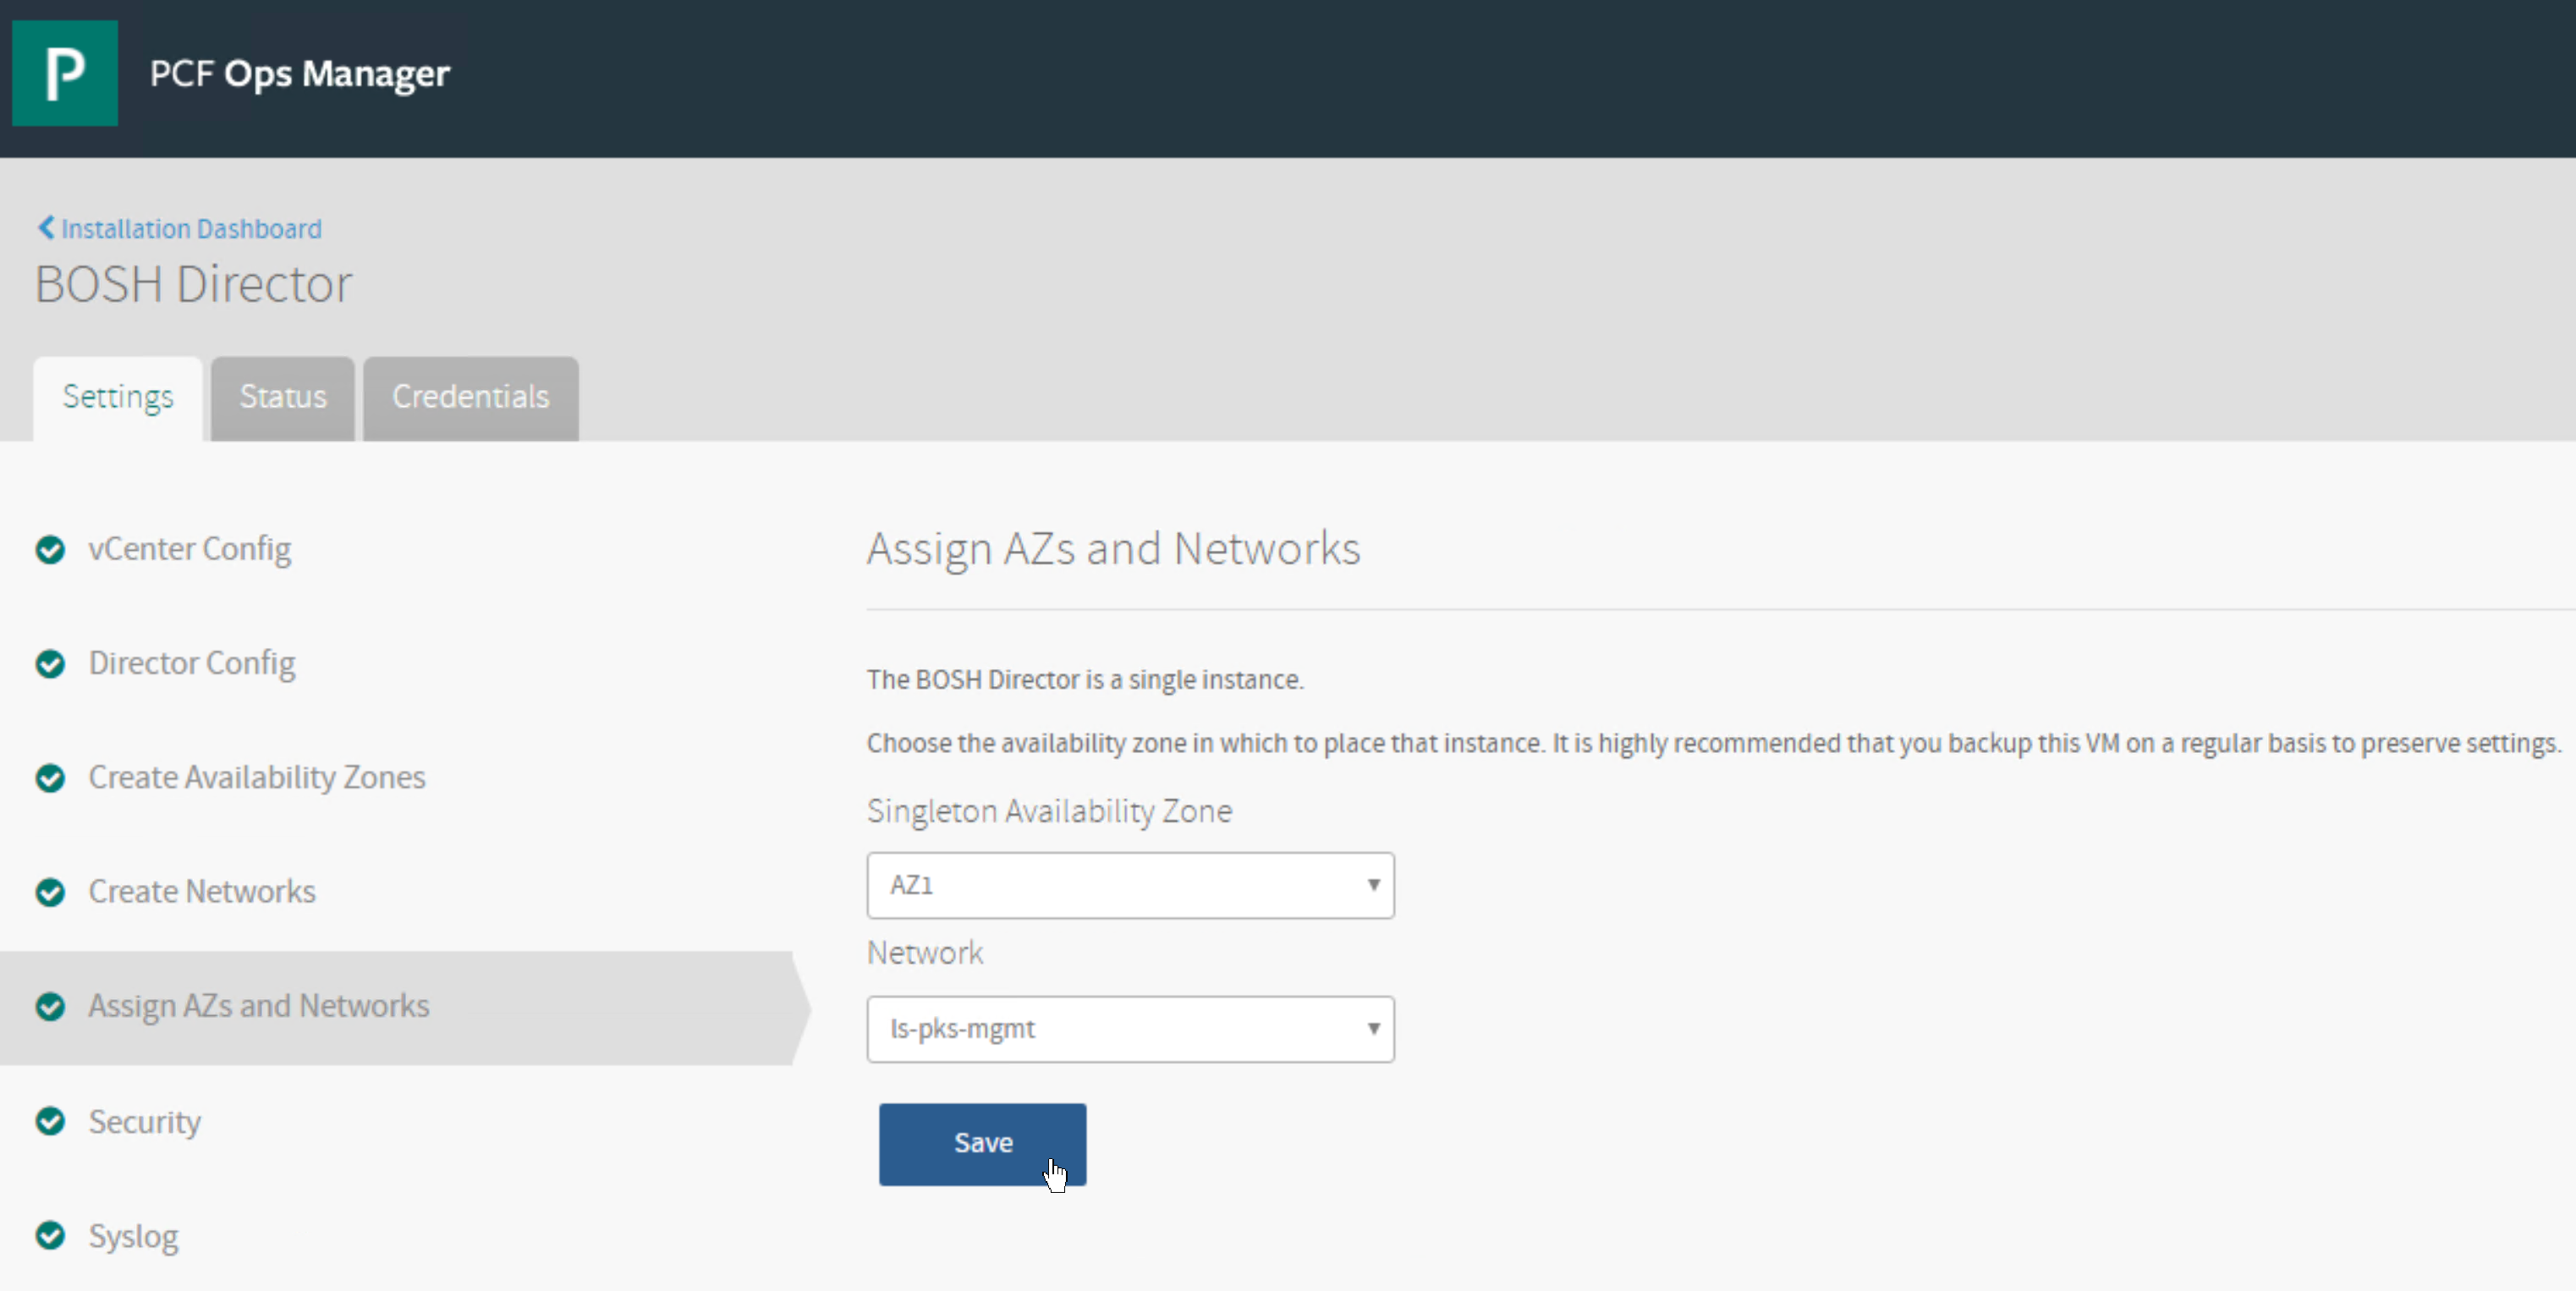 P
PCF Ops Manager
Installation Dashboard
BOSH Director
Settings
Status
Credentials
vCenter Config
Director Config
Create Availability Zones
Create Networks
Assign AZs and Networks
Security
Syslog
Assign AZs and Networks
The BOSH Director is a single instance.
Choose the availability zone in which to place that instance. It is highly recommended that you backup this VM on a regular basis to preserve settings.
Singleton Availability Zone
AZ1
Network
ls-pks-mgmt
Save